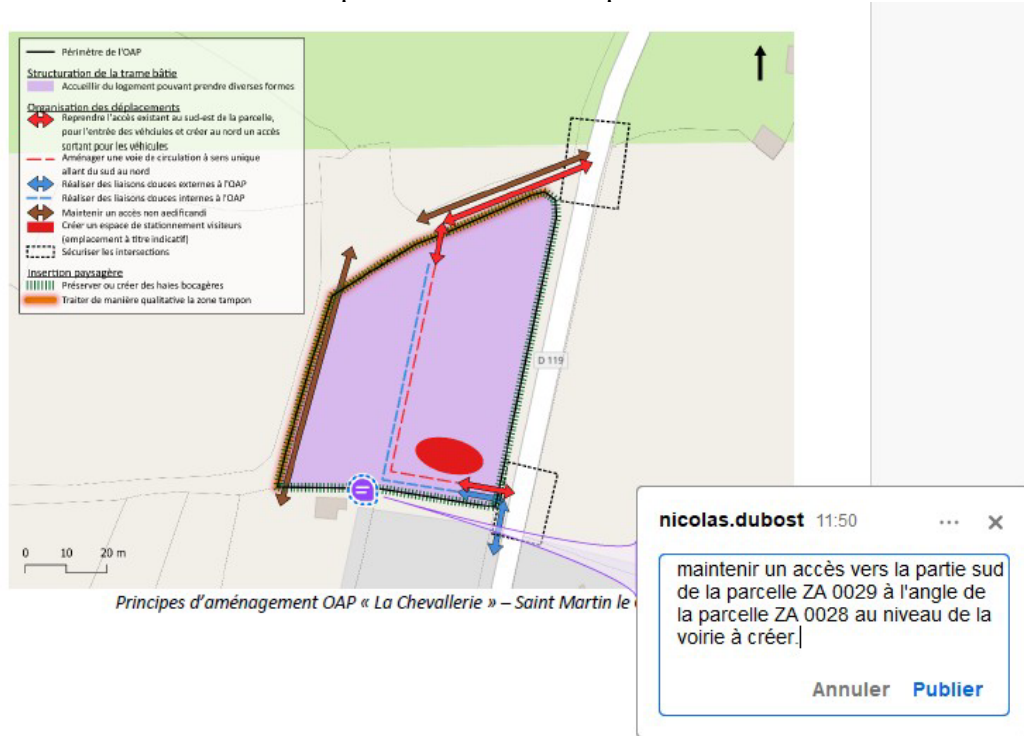 Périmètre de l'OAP
Structuration de la trame bâtie
Accueillir du logement pouvant prendre diverses formes
Organisation des déplacements
Reprendre l'accès existant au sud-est de la parcelle,
pour l'entrée des véhciules et créer au nord un accès
sortant pour les véhicules
Aménager une voie de circulation à sens unique
allant du sud au nord
Réaliser des liaisons douces externes à l'OAP
Réaliser des liaisons douces internes à l'OAP
Maintenir un accès non aedificandi
Créer un espace de stationnement visiteurs
(emplacement à titre indicatif)
Sécuriser les intersections
Insertion paysagère
Préserver ou créer des haies bocagères
Traiter de manière qualitative la zone tampon
D 119
0 10 20 m
Principes d'aménagement OAP « La Chevallerie » – Saint Martin le
nicolas.dubost 11:50
maintenir un accès vers la partie sud
de la parcelle ZA 0029 à l'angle de
la parcelle ZA 0028 au niveau de la
voirie à créer.
Annuler Publier